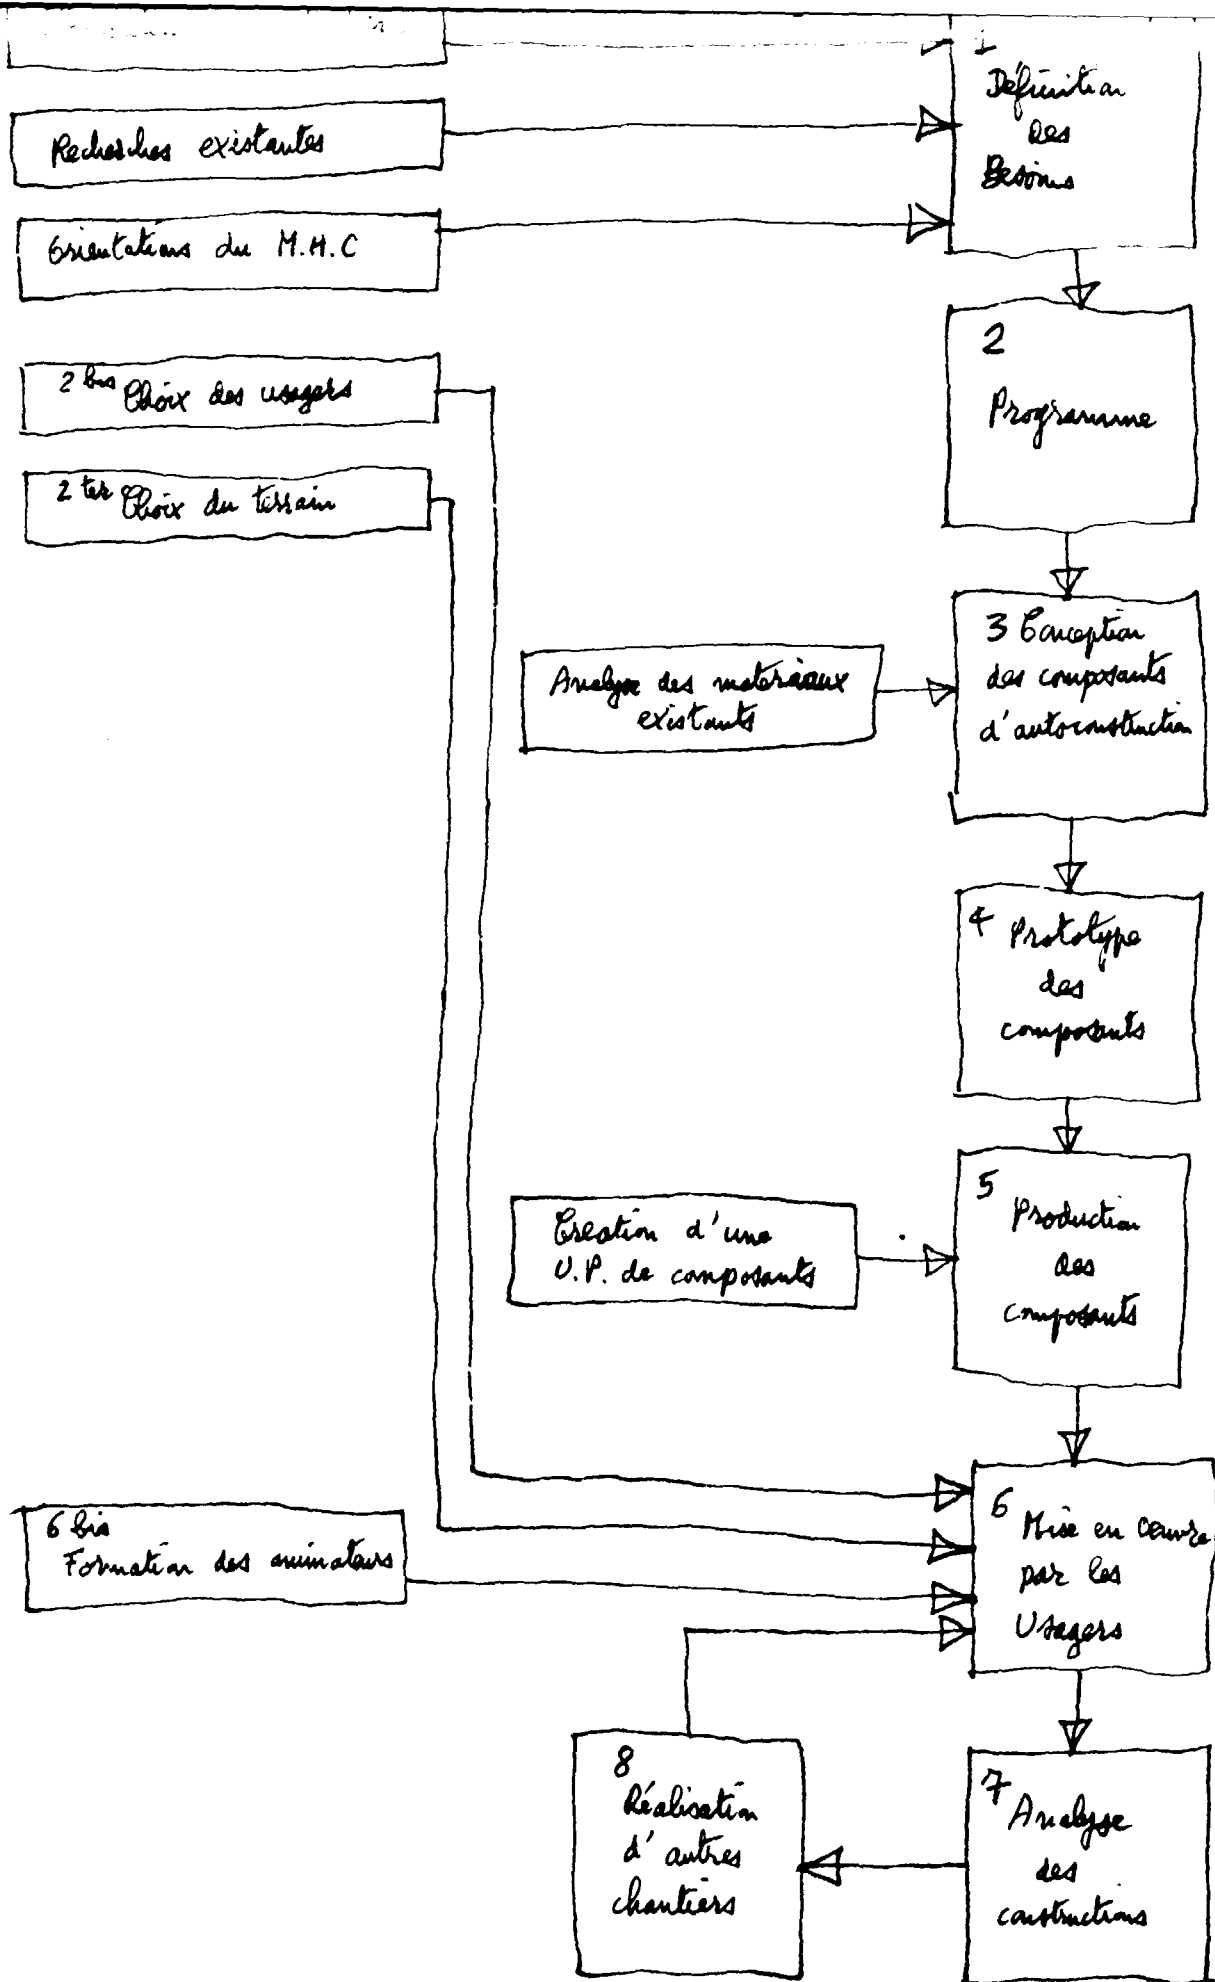 1
Définition
des
Besoins
Recherches existantes
Orientations du M.H.C
2
Programme
2 bis Choix des usagers
2 ter Choix du terrain
3 Conception
des composants
d'autoconstruction
Analyse des materiaux
existants
4 Prototype
des
composants
5
Production
des
composants
Création d'une
U.P. de composants
6
Mise en oeuvre
par les
Usagers
6 bis
Formation des animateurs
8
Réalisation
d'autres
chantiers
7
Analyse
des
constructions